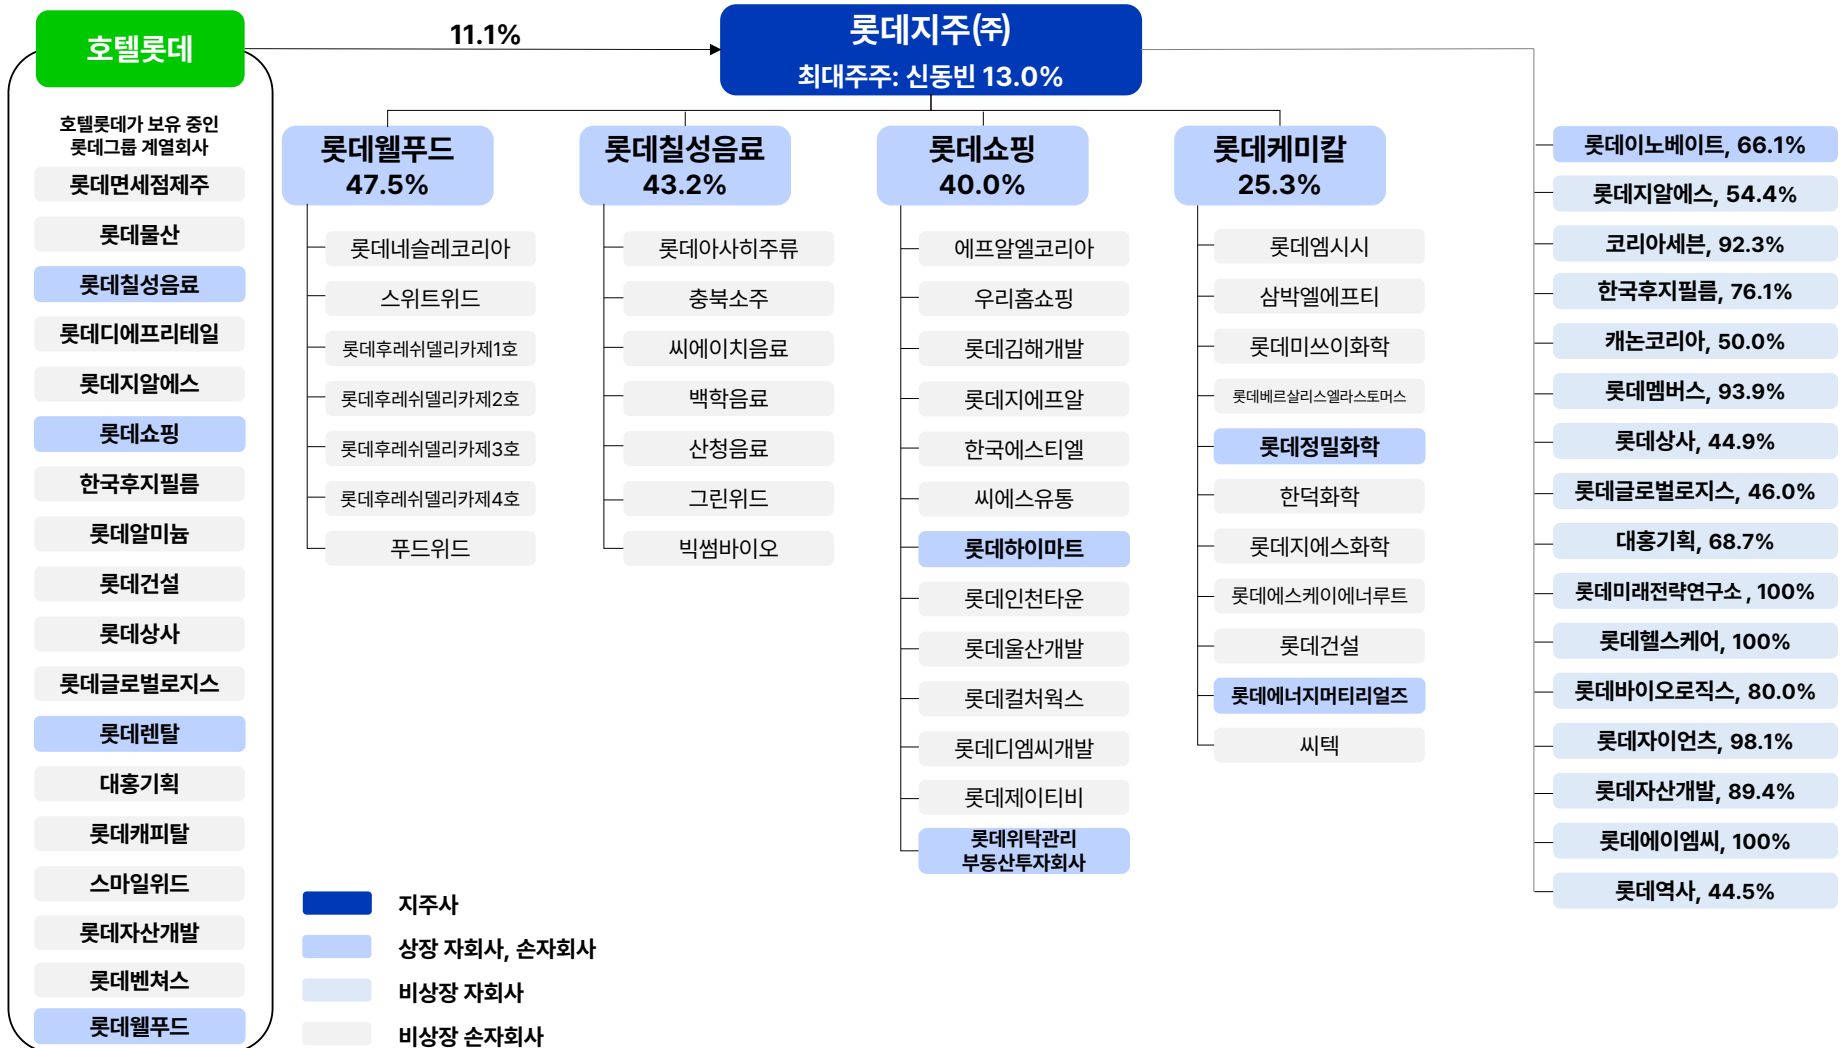 호텔롯데
11.1%
롯데지주(주)
최대주주: 신동빈 13.0%
호텔롯데가 보유 중인
롯데그룹 계열회사
롯데면세점제주
롯데물산
롯데칠성음료
롯데디에프리테일
롯데지알에스
롯데쇼핑
한국후지필름
롯데알미늄
롯데건설
롯데상사
롯데글로벌로지스
롯데렌탈
대홍기획
롯데캐피탈
스마일위드
롯데자산개발
롯데벤쳐스
롯데웰푸드
롯데웰푸드
47.5%
롯데네슬레코리아
스위트위드
롯데후레쉬델리카제1호
롯데후레쉬델리카제2호
롯데후레쉬델리카제3호
롯데후레쉬델리카제4호
푸드위드
롯데칠성음료
43.2%
롯데아사히주류
충북소주
씨에이치음료
백학음료
산청음료
그린위드
빅썸바이오
롯데쇼핑
40.0%
에프알엘코리아
우리홈쇼핑
롯데김해개발
롯데지에프알
한국에스티엘
씨에스유통
롯데하이마트
롯데인천타운
롯데울산개발
롯데컬처웍스
롯데디엠씨개발
롯데제이티비
롯데위탁관리
부동산투자회사
롯데케미칼
25.3%
롯데엠시시
삼박엘에프티
롯데미쓰이화학
롯데베르살리스엘라스토머스
롯데정밀화학
한덕화학
롯데지에스화학
롯데에스케이에너루트
롯데건설
롯데에너지머티리얼즈
씨텍
롯데이노베이트, 66.1%
롯데지알에스, 54.4%
코리아세븐, 92.3%
한국후지필름, 76.1%
캐논코리아, 50.0%
롯데멤버스, 93.9%
롯데상사, 44.9%
롯데글로벌로지스, 46.0%
대홍기획, 68.7%
롯데미래전략연구소, 100%
롯데헬스케어, 100%
롯데바이오로직스, 80.0%
롯데자이언츠, 98.1%
롯데자산개발, 89.4%
롯데에이엠씨, 100%
롯데역사, 44.5%
지주사
상장 자회사, 손자회사
비상장 자회사
비상장 손자회사